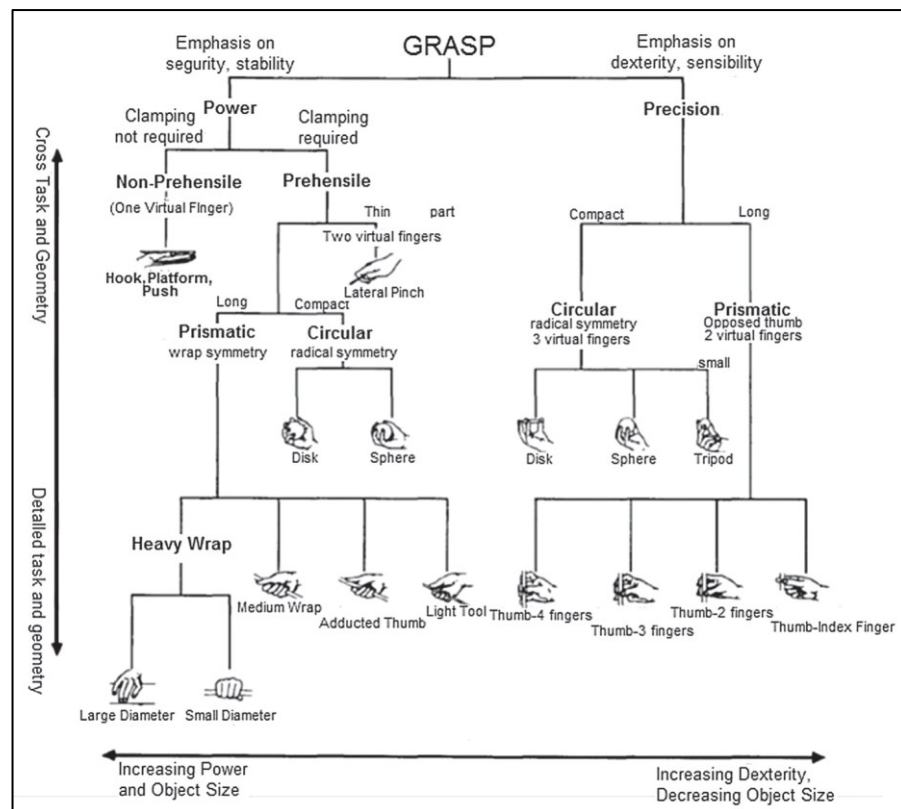 GRASP
Emphasis on
segurity, stability
Emphasis on
dexterity, sensibility
Power
Precision
Clamping
not required
Clamping
required
Non-Prehensile
(One Virtual FInger)
Prehensile
Thin part
Two virtual fingers
Compact
Long
Hook,Platform,
Push
Lateral Pinch
Long
Compact
Prismatic
wrap symmetry
Circular
radical symmetry
Circular
radical symmetry
3 virtual fingers
Prismatic
Opposed thumb
2 virtual fingers
small
Disk
Sphere
Disk
Sphere
Tripod
Heavy Wrap
Medium Wrap
Adducted Thumb
Light Tool
Thumb-4 fingers
Thumb-3 fingers
Thumb-2 fingers
Thumb-Index Finger
Large Diameter
Small Diameter
Cross Task and Geometry
Detailed task and geometry
Increasing Power
and Object Size
Increasing Dexterity,
Decreasing Object Size